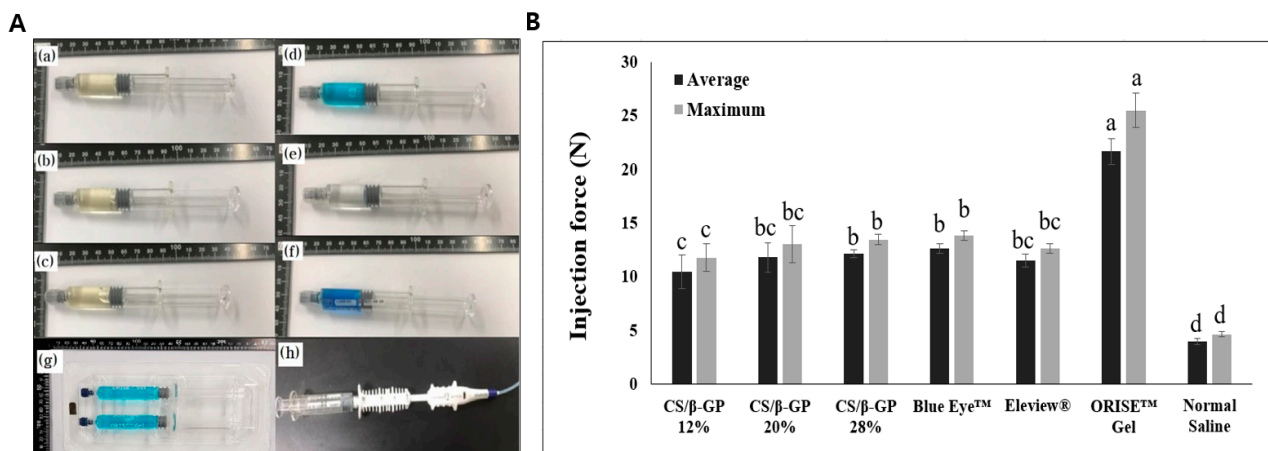 A
B
(a)
(b)
(c)
(d)
(e)
(f)
(g)
(h)
Injection force (N)
30
25
20
15
10
5
0
Average
Maximum
c c
bc bc
b b
b b
bc bc
a a
d d
CS/β-GP 12%
CS/β-GP 20%
CS/β-GP 28%
Blue Eye™
Eleview®
ORISE™ Gel
Normal Saline